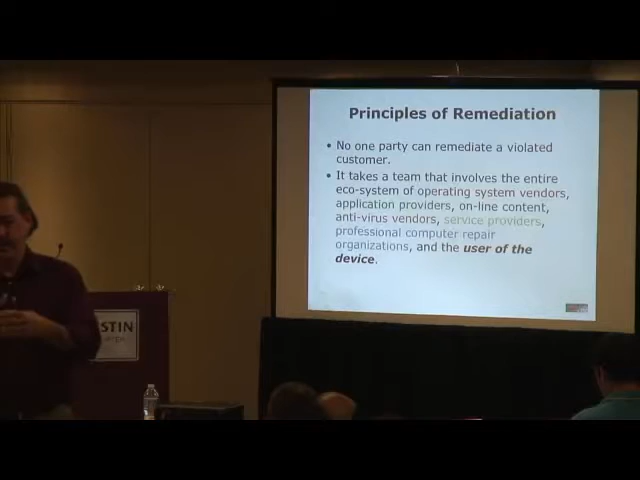 Principles of Remediation
• No one party can remediate a violated
customer.
• It takes a team that involves the entire
eco-system of operating system vendors,
application providers, on-line content,
anti-virus vendors, service providers,
professional computer repair
organizations, and the user of the
device.
STIN